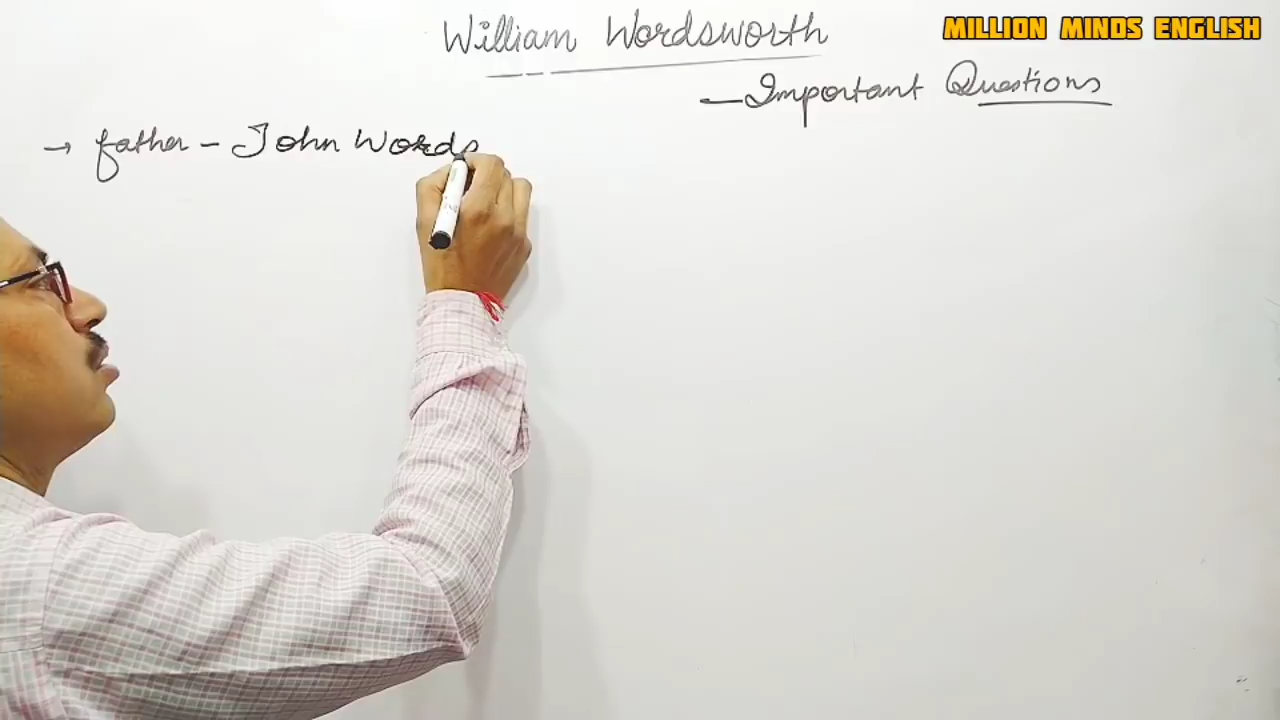 William Wordsworth
MILLION MINDS ENGLISH
- Important Questions
→ father - John Words